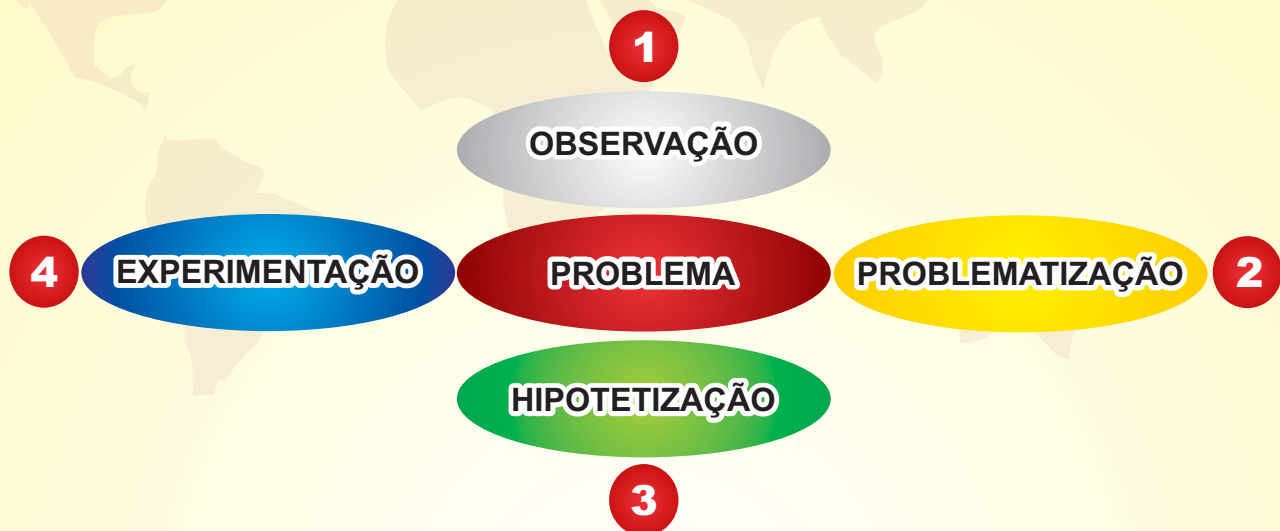 1
OBSERVAÇÃO
4
EXPERIMENTAÇÃO
PROBLEMA
PROBLEMATIZAÇÃO
2
HIPOTETIZAÇÃO
3